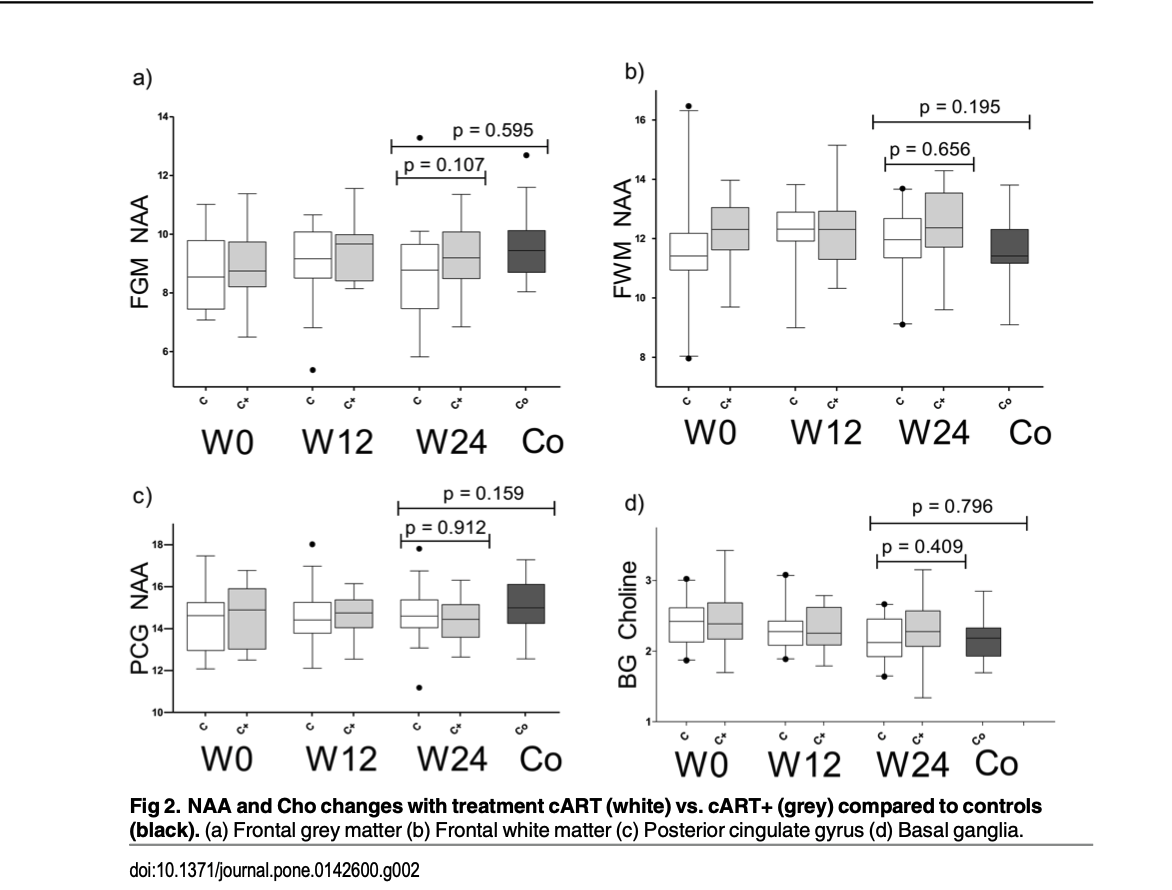 a)
14
12
10
8
6
FGM NAA
p = 0.595
p = 0.107
C C+ C C+ C C+ Co
W0 W12 W24 Co
b)
16
14
12
10
8
FWM NAA
p = 0.195
p = 0.656
C C+ C C+ C C+ Co
W0 W12 W24 Co
c)
18
16
14
12
10
PCG NAA
p = 0.159
p = 0.912
C C+ C C+ C C+ Co
W0 W12 W24 Co
d)
3
2
1
BG Choline
p = 0.796
p = 0.409
C C+ C C+ C C+ Co
W0 W12 W24 Co
Fig 2. NAA and Cho changes with treatment cART (white) vs. cART+ (grey) compared to controls
(black). (a) Frontal grey matter (b) Frontal white matter (c) Posterior cingulate gyrus (d) Basal ganglia.
doi:10.1371/journal.pone.0142600.g002